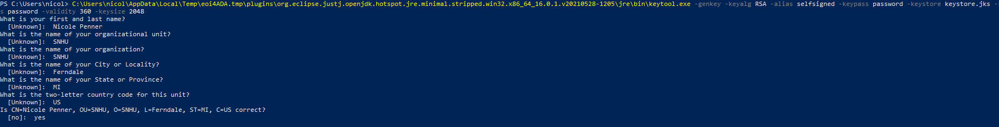 PS C:\Users\nicol> C:\Users\nicol\AppData\Local\Temp\eoi4ADA.tmp\plugins\org.eclipse.justj.openjdk.hotspot.jre.minimal.stripped.win32.x86_64_16.0.1.v20210528-1205\jre\bin\keytool.exe -genkey -keyalg RSA -alias selfsigned -keypass password -keystore keystore.jks -
s password -validity 360 -keysize 2048
What is your first and last name?
[Unknown]: Nicole Penner
What is the name of your organizational unit?
[Unknown]: SNHU
What is the name of your organization?
[Unknown]: SNHU
What is the name of your City or Locality?
[Unknown]: Ferndale
What is the name of your State or Province?
[Unknown]: MI
What is the two-letter country code for this unit?
[Unknown]: US
Is CN=Nicole Penner, OU=SNHU, O=SNHU, L=Ferndale, ST=MI, C=US correct?
[no]: yes